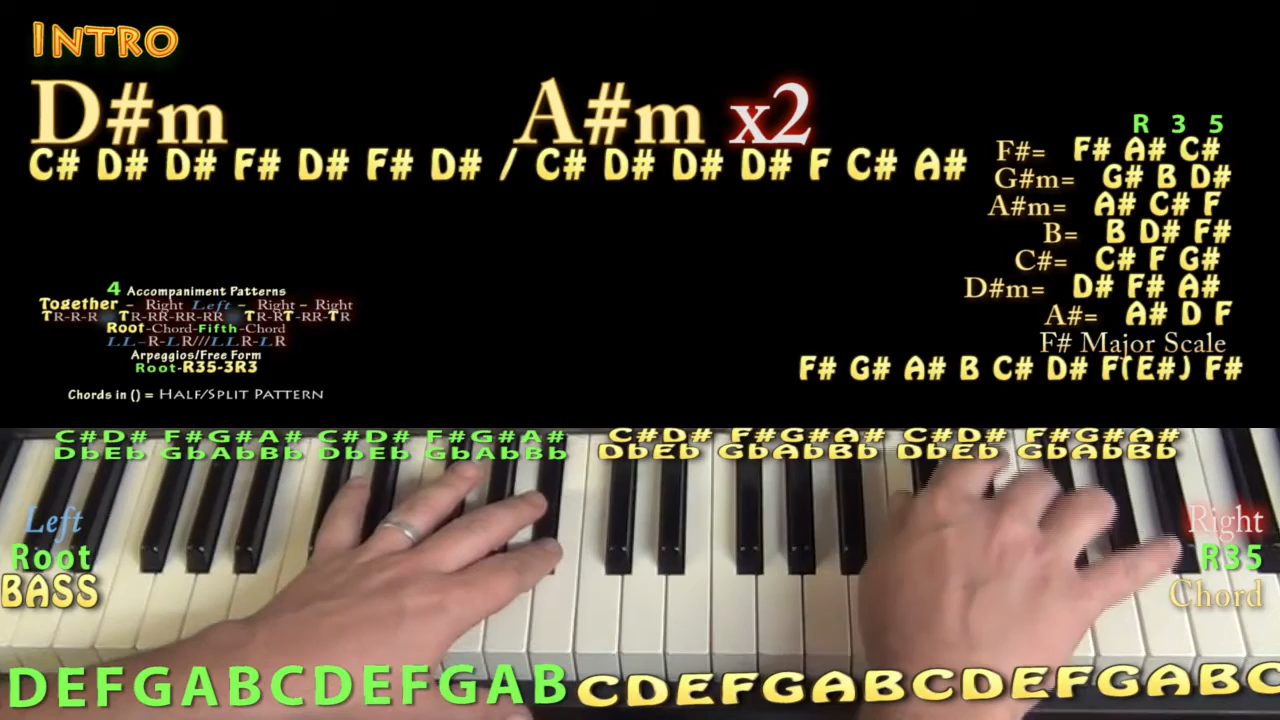 INTRO
D#m A#m x2
C# D# D# F# D# F# D# / C# D# D# D# F C# A#
R 3 5
F#= F# A# C#
G#m= G# B D#
A#m= A# C# F
B= B D# F#
C#= C# F G#
D#m= D# F# A#
A#= A# D F
F# Major Scale
F# G# A# B C# D# F(E#) F#
4 Accompaniment Patterns
Together – Right Left – Right – Right
TR-R-R TR-RR-RR-RR TR-RT-RR-TR
Root-Chord-Fifth-Chord
LL-R-LR///LLR-LR
Arpeggios/Free Form
Root-R35-3R3
Chords in () = Half/Split Pattern
C#D# F#G#A# C#D# F#G#A# C#D# F#G#A# C#D# F#G#A#
DbEb GbAbBb DbEb GbAbBb DbEb GbAbBb DbEb GbAbBb
Left
Root
BASS
Right
R35
Chord
DEFGABCDEFGAB CDEFGABCDEFGABC